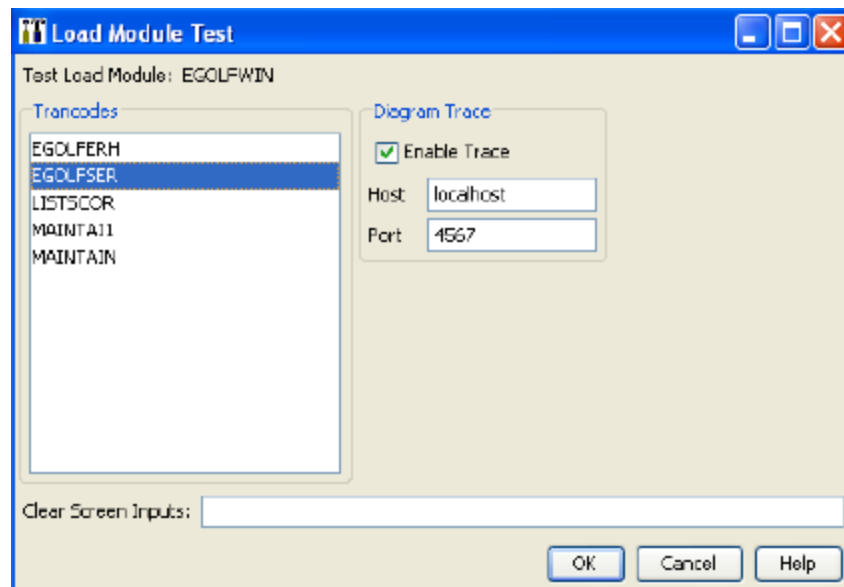 Load Module Test
Test Load Module: EGOLFWIN
Trancodes
EGOLFERH
EGOLFSER
LISTSCOR
MAINTAI1
MAINTAIN
Diagram Trace
Enable Trace
Host localhost
Port 4567
Clear Screen Inputs:
OK Cancel Help